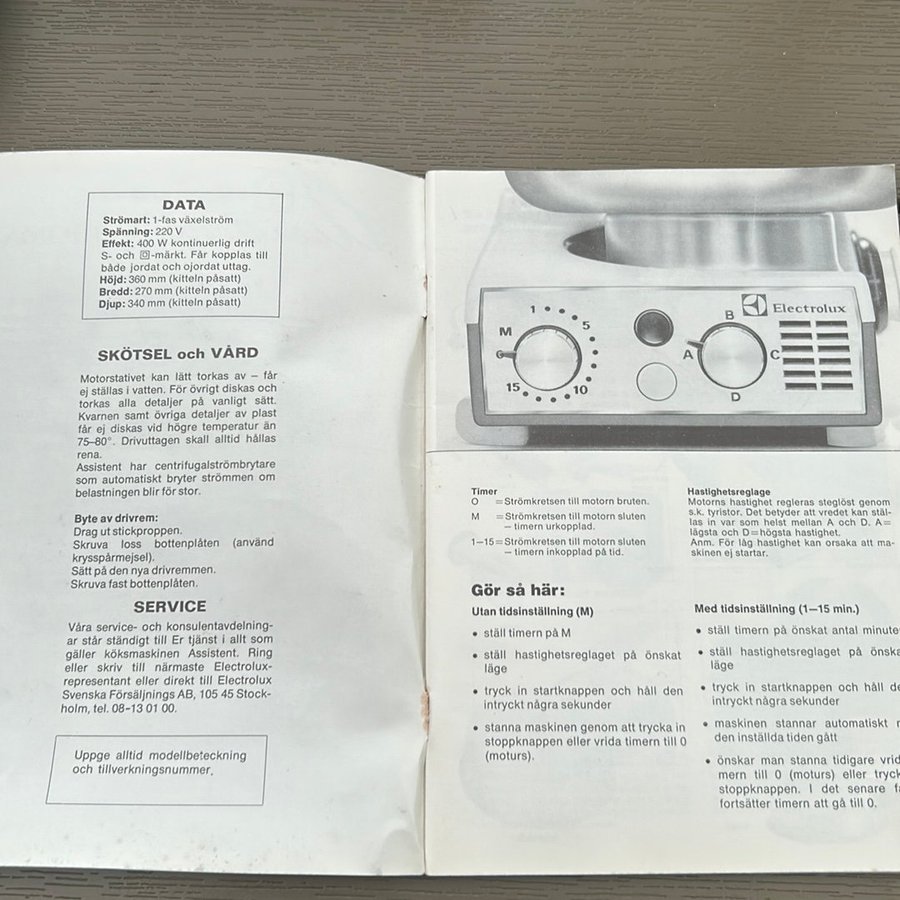 DATA
Strömart: 1-fas växelström
Spänning: 220 V
Effekt: 400 W kontinuerlig drift
S- och -märkt. Får kopplas till
både jordat och ojordat uttag.
Höjd: 360 mm (kitteln påsatt)
Bredd: 270 mm (kitteln påsatt)
Djup: 340 mm (kitteln påsatt)
SKÖTSEL och VÅRD
Motorstativet kan lätt torkas av – får
ej ställas i vatten. För övrigt diskas och
torkas alla detaljer på vanligt sätt.
Kvarnen samt övriga detaljer av plast
får ej diskas vid högre temperatur än
75–80°. Drivuttagen skall alltid hållas
rena.
Assistent har centrifugalströmbrytare
som automatiskt bryter strömmen om
belastningen blir för stor.
Byte av drivrem:
Drag ut stickproppen.
Skruva loss bottenplåten (använd
krysspårmejsel).
Sätt på den nya drivremmen.
Skruva fast bottenplåten.
SERVICE
Våra service- och konsulentavdelning-
ar står ständigt till Er tjänst i allt som
gäller köksmaskinen Assistent. Ring
eller skriv till närmaste Electrolux-
representant eller direkt till Electrolux
Svenska Försäljnings AB, 105 45 Stock-
holm, tel. 08-13 01 00.
Uppge alltid modellbeteckning
och tillverkningsnummer.
Electrolux
M 1 5 10 15
A B C D
Timer
O = Strömkretsen till motorn bruten.
M = Strömkretsen till motorn sluten
– timern urkopplad.
1–15 = Strömkretsen till motorn sluten
– timern inkopplad på tid.
Hastighetsreglage
Motorns hastighet regleras steglöst genom
s.k. tyristor. Det betyder att vredet kan stäl-
las in var som helst mellan A och D. A=
lägsta och D=högsta hastighet.
Anm. För låg hastighet kan orsaka att ma-
skinen ej startar.
Gör så här:
Utan tidsinställning (M)
• ställ timern på M
• ställ hastighetsreglaget på önskat
läge
• tryck in startknappen och håll den
intryckt några sekunder
• stanna maskinen genom att trycka in
stoppknappen eller vrida timern till 0
(moturs).
Med tidsinställning (1—15 min.)
• ställ timern på önskat antal minute
• ställ hastighetsreglaget på önska
läge
• tryck in startknappen och håll de
intryckt några sekunder
• maskinen stannar automatiskt
den inställda tiden gått
• önskar man stanna tidigare vrid
mern till 0 (moturs) eller tryck
stoppknappen. I det senare fa
fortsätter timern att gå till 0.